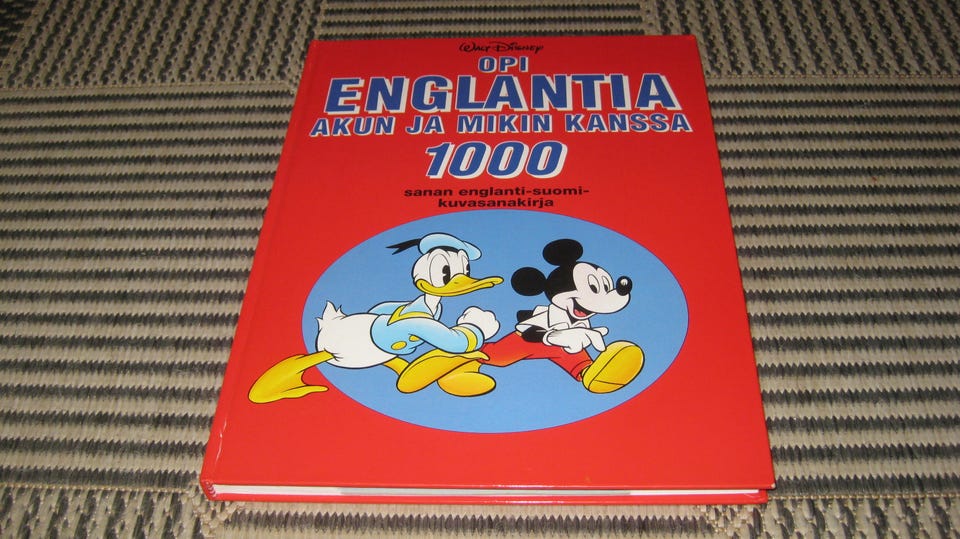 Walt Disney
OPI
ENGLANTIA
AKUN JA MIKIN KANSSA
1000
sanan englanti-suomi-
kuvasanakirja